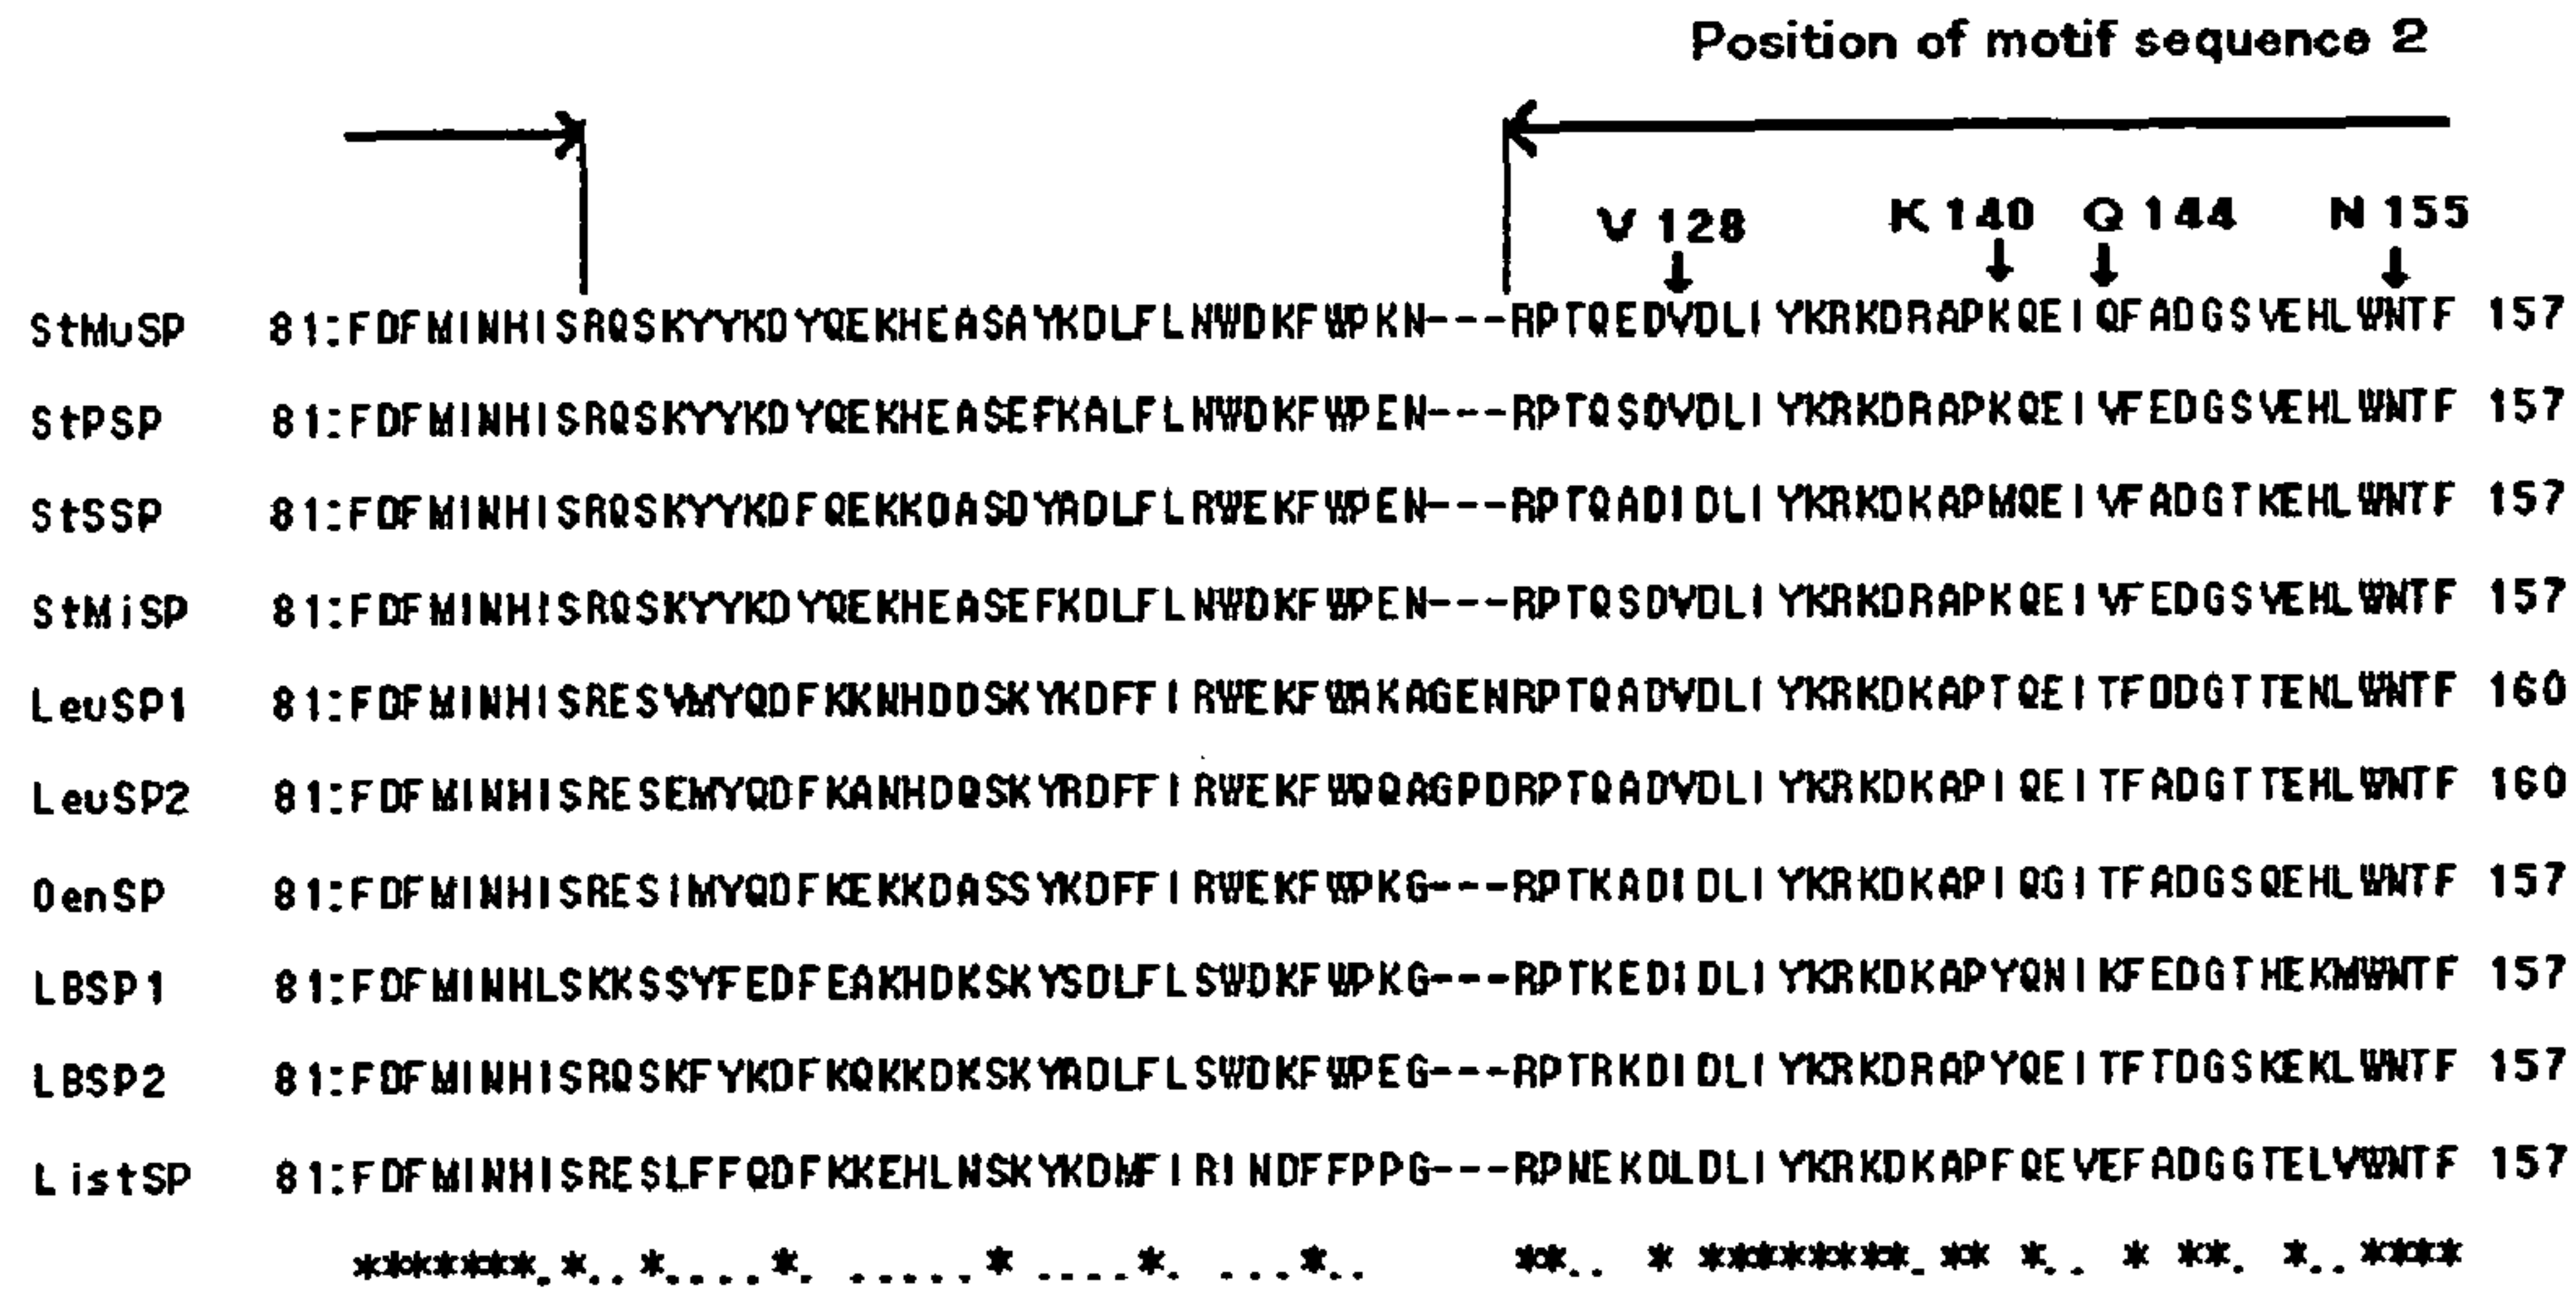 Position of motif sequence 2
V 128 K 140 Q 144 N 155
StMuSP 81:FDFMINHISRQSKYYKDYQEKHEASAYKDLFLNWDKFWPKN---RPTQEDVDLIYKRKDRAPKQEIQFADGSVEHLWNTF 157
StPSP 81:FDFMINHISRQSKYYKDYQEKHEASEFKALFLNWDKFWPEN---RPTQSDVDLIYKRKDRAPKQEIVFEDGSVEHLWNTF 157
StSSP 81:FDFMINHISRQSKYYKDFQEKKDASDYADLFLRWEKFWPEN---RPTQADIDLIYKRKDKAPMQEIVFADGTKEHLWNTF 157
StMiSP 81:FDFMINHISRQSKYYKDYQEKHEASEFKDLFLNWDKFWPEN---RPTQSDVDLIYKRKDRAPKQEIVFEDGSVEHLWNTF 157
LeuSP1 81:FDFMINHISRESVMYQDFKKNHDDSKYKDFFIRWEKFWAKAGENRPTQADVDLIYKRKDKAPTQEITFDDGTTENLWNTF 160
LeuSP2 81:FDFMINHISRESEMYQDFKANHDQSKYRDFFIRWEKFWQQAGPDRPTQADVDLIYKRKDKAPIQEITFADGTTEHLWNTF 160
OenSP 81:FDFMINHISRESIMYQDFKEKKDASSYKDFFIRWEKFWPKG---RPTKADIDLIYKRKDKAPIQGITFADGSQEHLWNTF 157
LBSP1 81:FDFMINHLSKKSSYFEDFEAKHDKSKYSDLFLSWDKFWPKG---RPTKEDIDLIYKRKDKAPYQNIKFEDGTHEKMWNTF 157
LBSP2 81:FDFMINHISRQSKFYKDFKQKKDKSKYADLFLSWDKFWPEG---RPTRKDIDLIYKRKDRAPYQEITFTDGSKEKLWNTF 157
ListSP 81:FDFMINHISRESLFFQDFKKEHLNSKYKDMFIRINDFFPPG---RPNEKDLDLIYKRKDKAPFQEVEFADGGTELVWNTF 157
*******.*..*....*. .....* ....*. ...*.. **.. * ********.** *.. * **. *..****